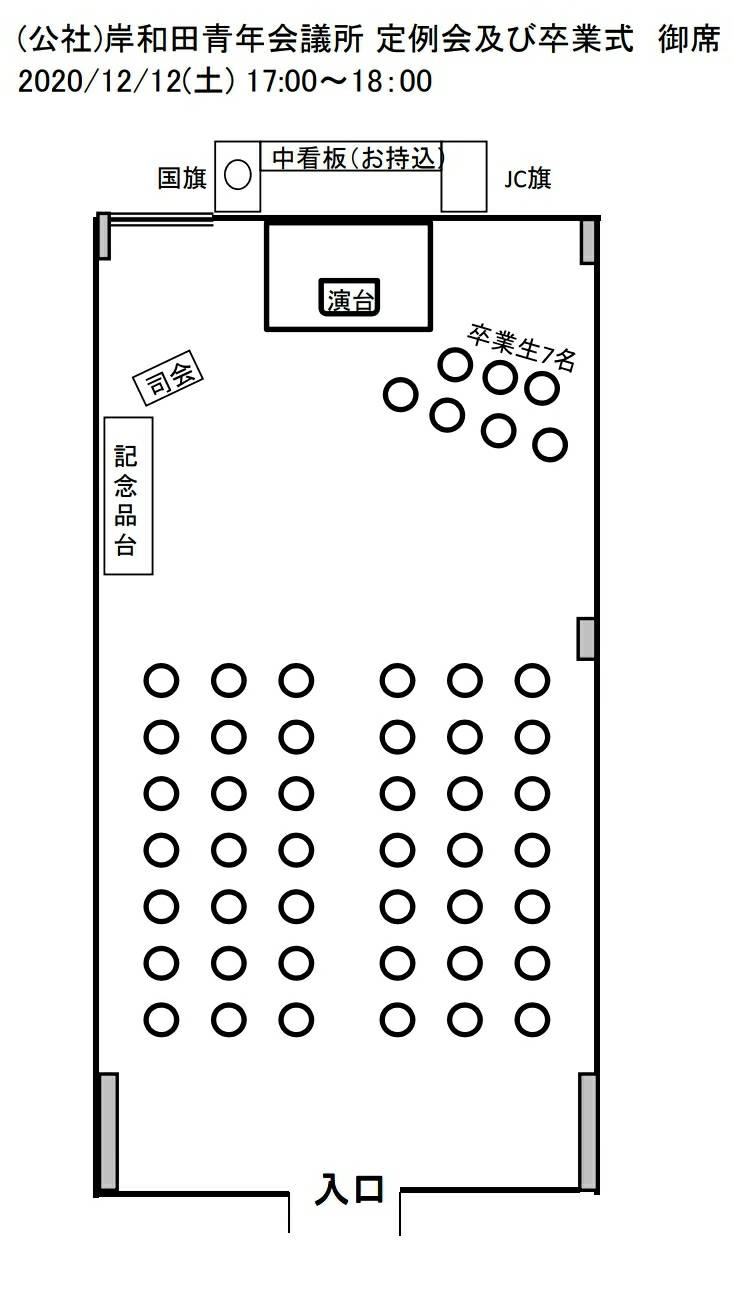 (公社)岸和田青年会議所 定例会及び卒業式　御席
2020/12/12(土) 17:00～18:00
中看板(お持込)
国旗
JC旗
演台
卒業生7名
司会
記念品台
入口